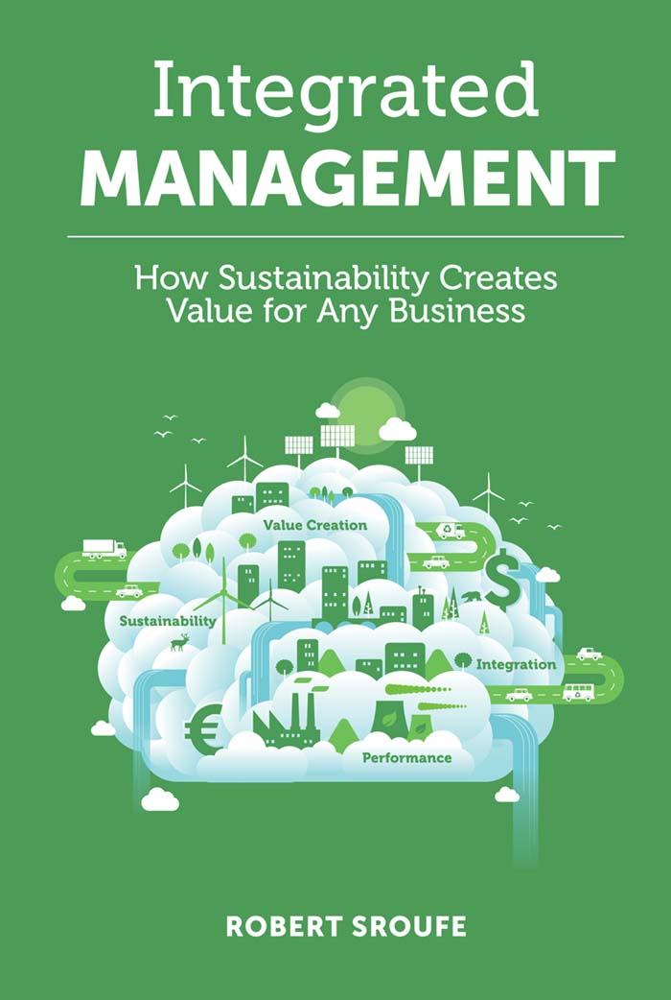 Integrated
MANAGEMENT
How Sustainability Creates
Value for Any Business
Value Creation
$
Sustainability
Integration
€
Performance
ROBERT SROUFE